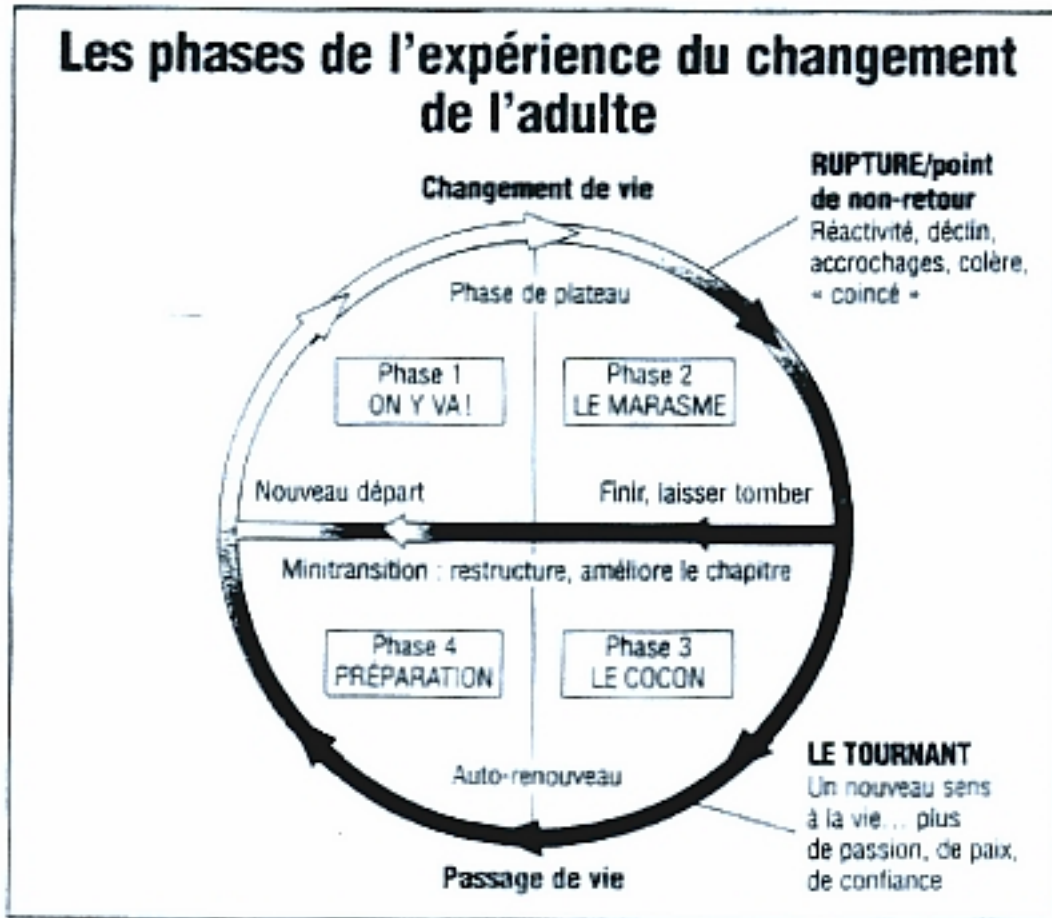 Les phases de l'expérience du changement
de l'adulte
Changement de vie
RUPTURE/point
de non-retour
Réactivité, déclin,
accrochages, colère,
« coincé »
Phase de plateau
Phase 1
ON Y VA!
Phase 2
LE MARASME
Nouveau départ
Finir, laisser tomber
Minitransition : restructure, améliore le chapitre
Phase 4
PRÉPARATION
Phase 3
LE COCON
Auto-renouveau
LE TOURNANT
Un nouveau sens
à la vie... plus
de passion, de paix,
de confiance
Passage de vie